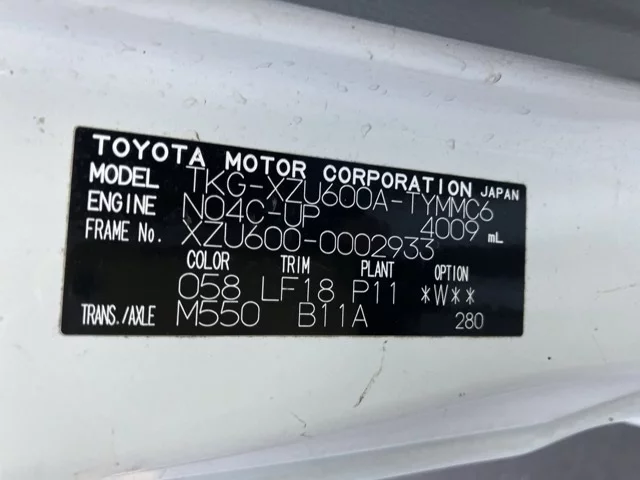 TOYOTA MOTOR CORPORATION JAPAN
MODEL TKG-XZU600A-TYMMC6
ENGINE N04C-UP 4009 mL
FRAME No. XZU600-0002933
COLOR TRIM PLANT OPTION
058 LF18 P11 *W**
TRANS./AXLE M550 B11A 280